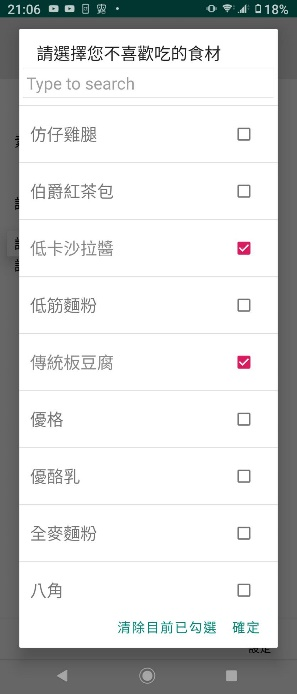 21:06
18%
請選擇您不喜歡吃的食材
Type to search
仿仔雞腿
伯爵紅茶包
低卡沙拉醬
低筋麵粉
傳統板豆腐
優格
優酪乳
全麥麵粉
八角
清除目前已勾選 確定